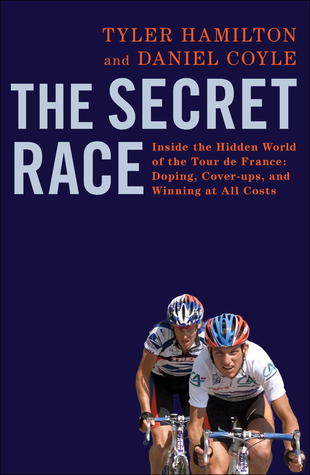 TYLER HAMILTON
and DANIEL COYLE
THE SECRET
RACE
Inside the Hidden World
of the Tour de France:
Doping, Cover-ups, and
Winning at All Costs